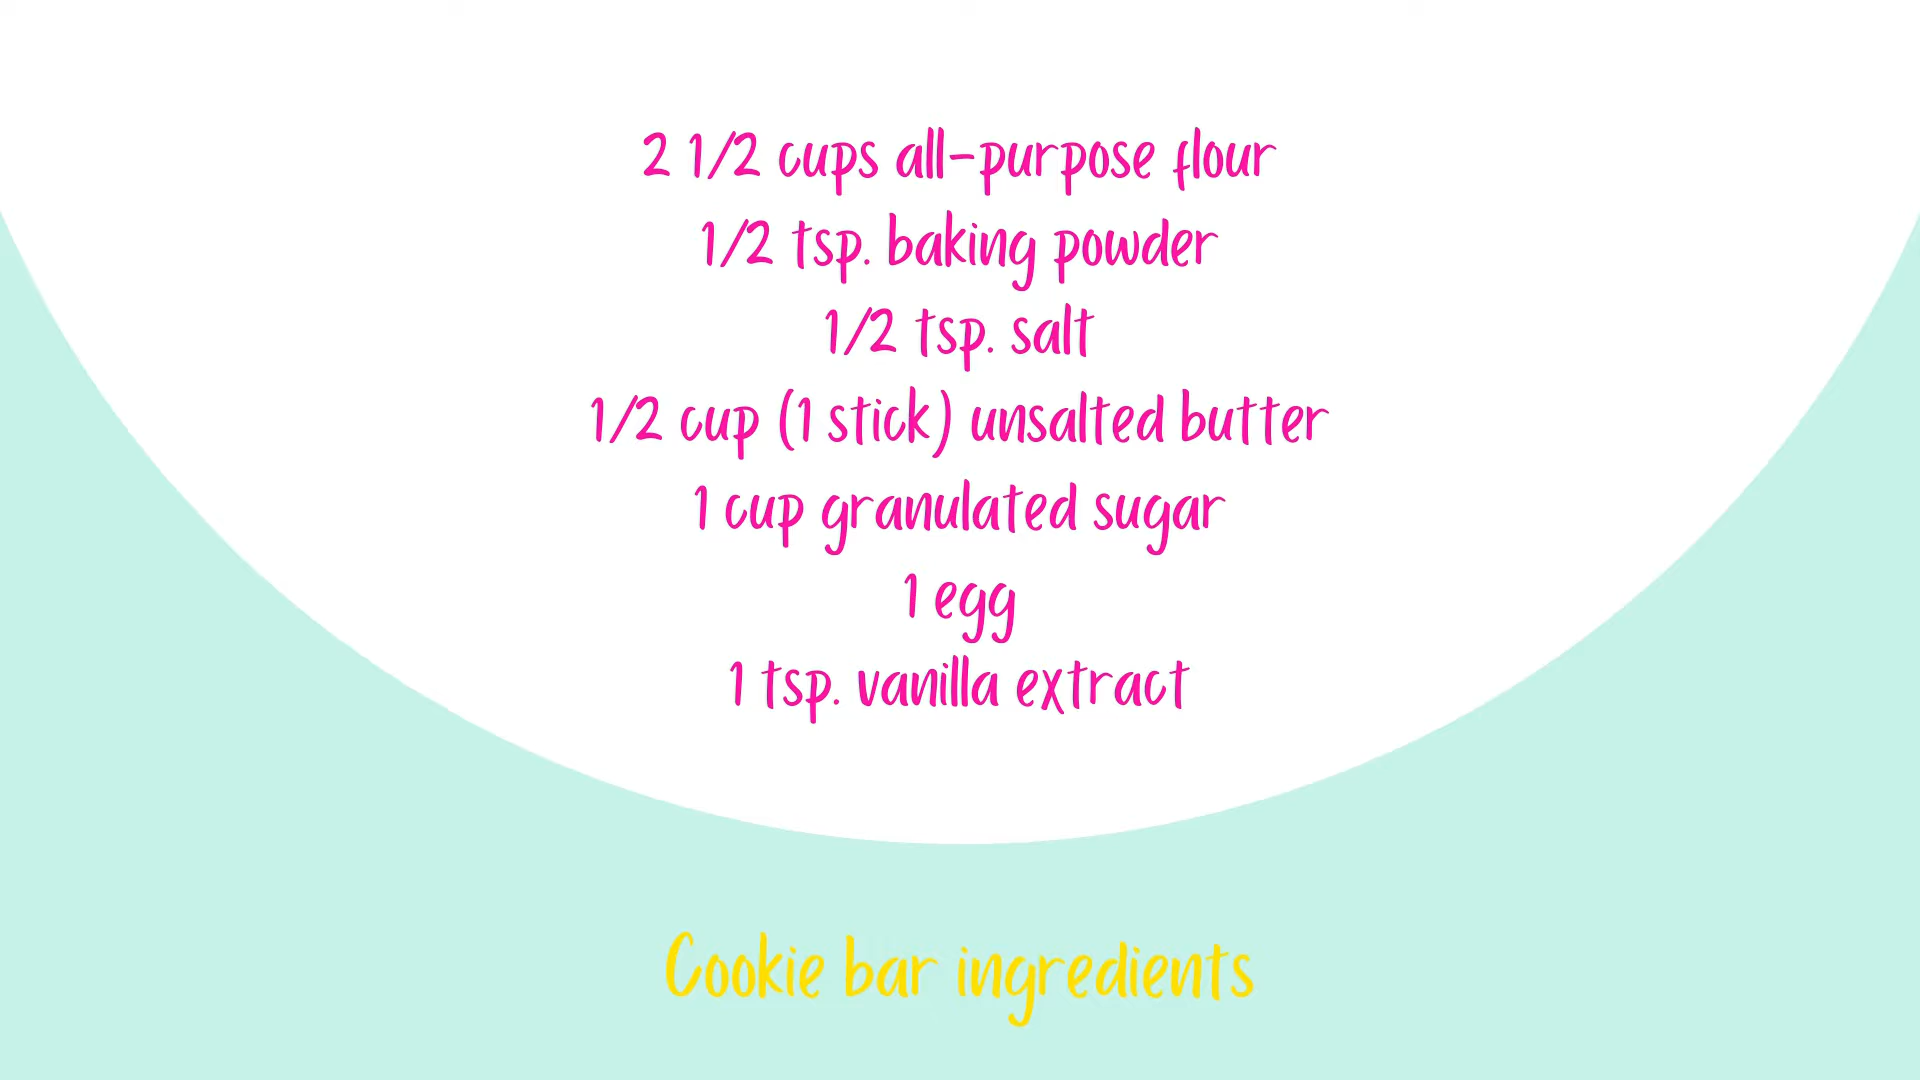 2 1/2 cups all-purpose flour
1/2 tsp. baking powder
1/2 tsp. salt
1/2 cup (1 stick) unsalted butter
1 cup granulated sugar
1 egg
1 tsp. vanilla extract
Cookie bar ingredients